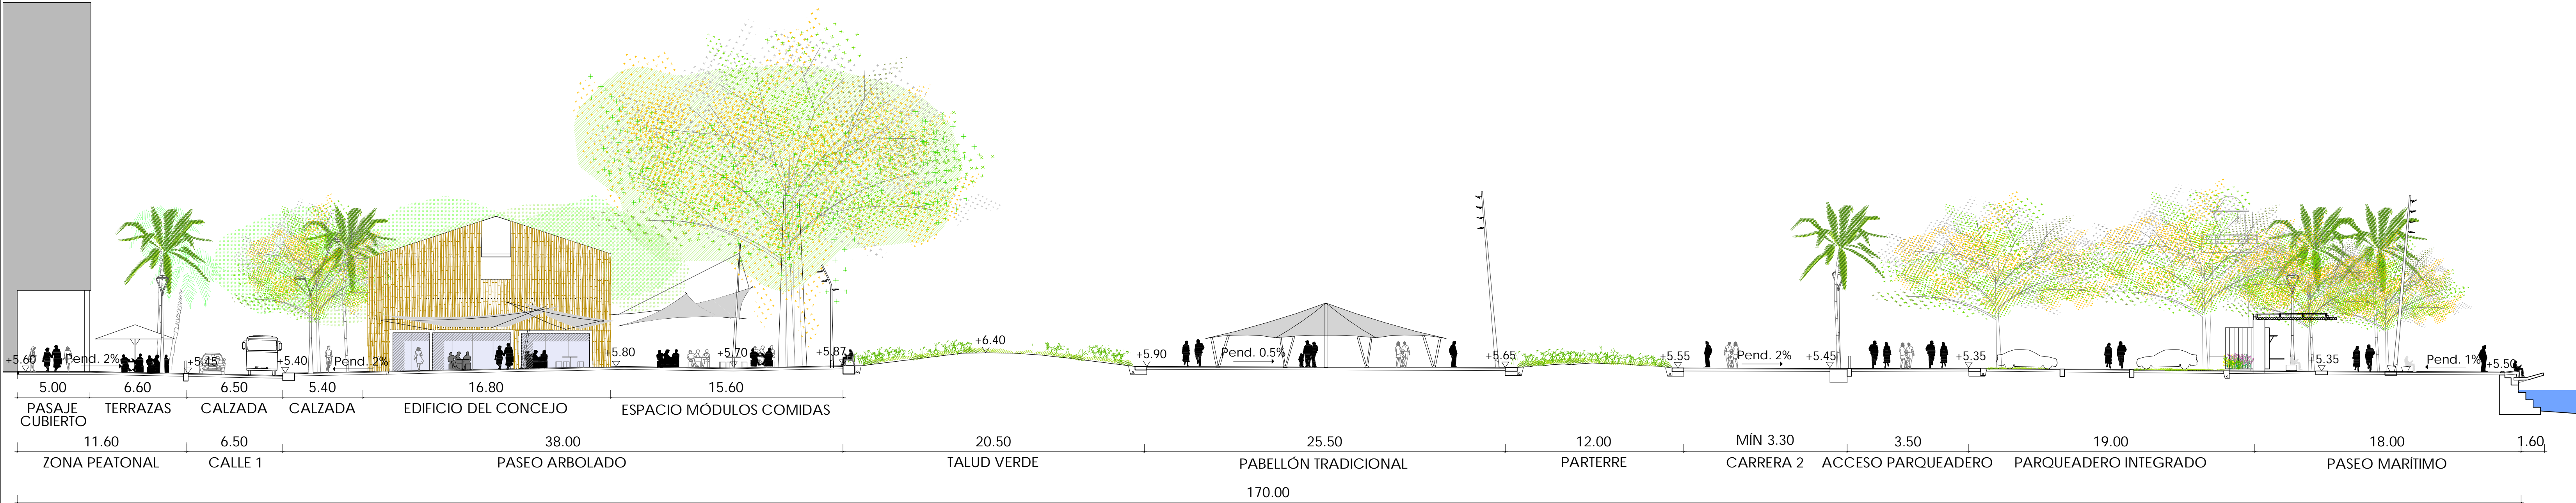 +6.40
+5.80
+5.70
+5.87
+5.90
Pend. 0.5%
+5.65
+5.55
Pend. 2%
+5.45
+5.35
+5.35
Pend. 1%
+5.50
+5.60
Pend. 2%
+5.45
+5.40
Pend. 2%
5.00
6.60
6.50
5.40
16.80
15.60
PASAJE
CUBIERTO
TERRAZAS
CALZADA
CALZADA
EDIFICIO DEL CONCEJO
ESPACIO MÓDULOS COMIDAS
11.60
6.50
38.00
20.50
25.50
12.00
MÍN 3.30
3.50
19.00
18.00
1.60
ZONA PEATONAL
CALLE 1
PASEO ARBOLADO
TALUD VERDE
PABELLÓN TRADICIONAL
PARTERRE
CARRERA 2
ACCESO PARQUEADERO
PARQUEADERO INTEGRADO
PASEO MARÍTIMO
170.00